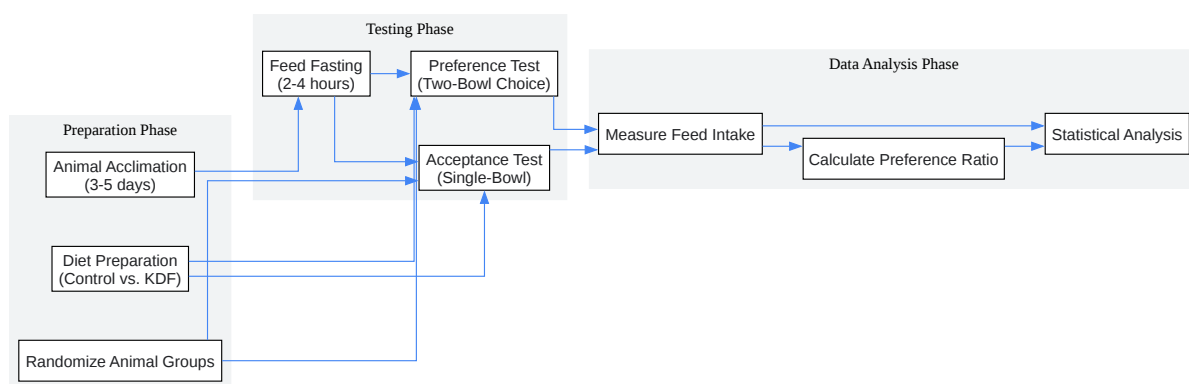 Preparation Phase
Animal Acclimation
(3-5 days)
Diet Preparation
(Control vs. KDF)
Randomize Animal Groups
Testing Phase
Feed Fasting
(2-4 hours)
Preference Test
(Two-Bowl Choice)
Acceptance Test
(Single-Bowl)
Data Analysis Phase
Measure Feed Intake
Calculate Preference Ratio
Statistical Analysis